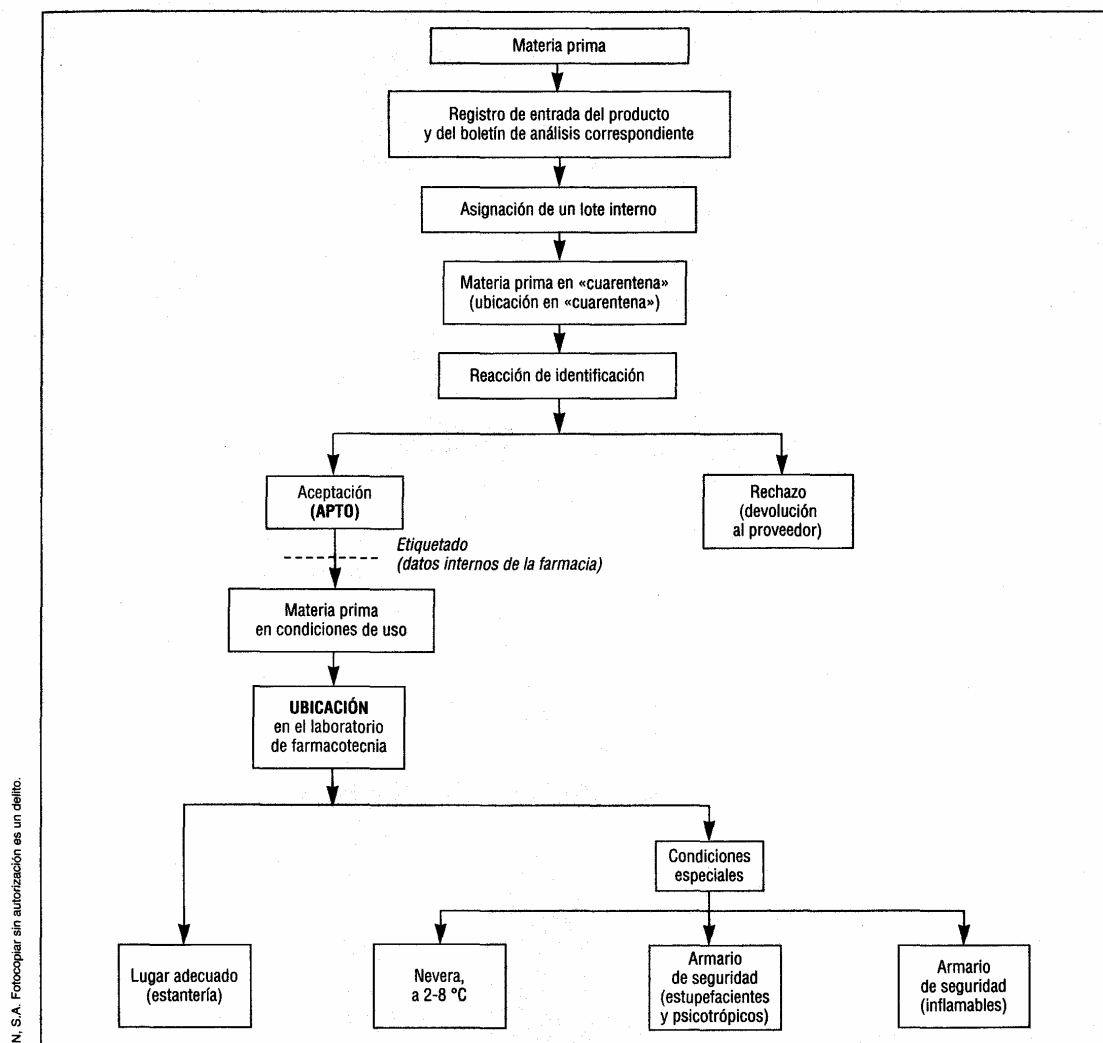 Materia prima
Registro de entrada del producto
y del boletín de análisis correspondiente
Asignación de un lote interno
Materia prima en «cuarentena»
(ubicación en «cuarentena»)
Reacción de identificación
Aceptación
(APTO)
Rechazo
(devolución
al proveedor)
Etiquetado
(datos internos de la farmacia)
Materia prima
en condiciones de uso
UBICACIÓN
en el laboratorio
de farmacotecnia
Condiciones
especiales
Lugar adecuado
(estantería)
Nevera,
a 2-8 °C
Armario
de seguridad
(estupefacientes
y psicotrópicos)
Armario
de seguridad
(inflamables)
N, S.A. Fotocopiar sin autorización es un delito.